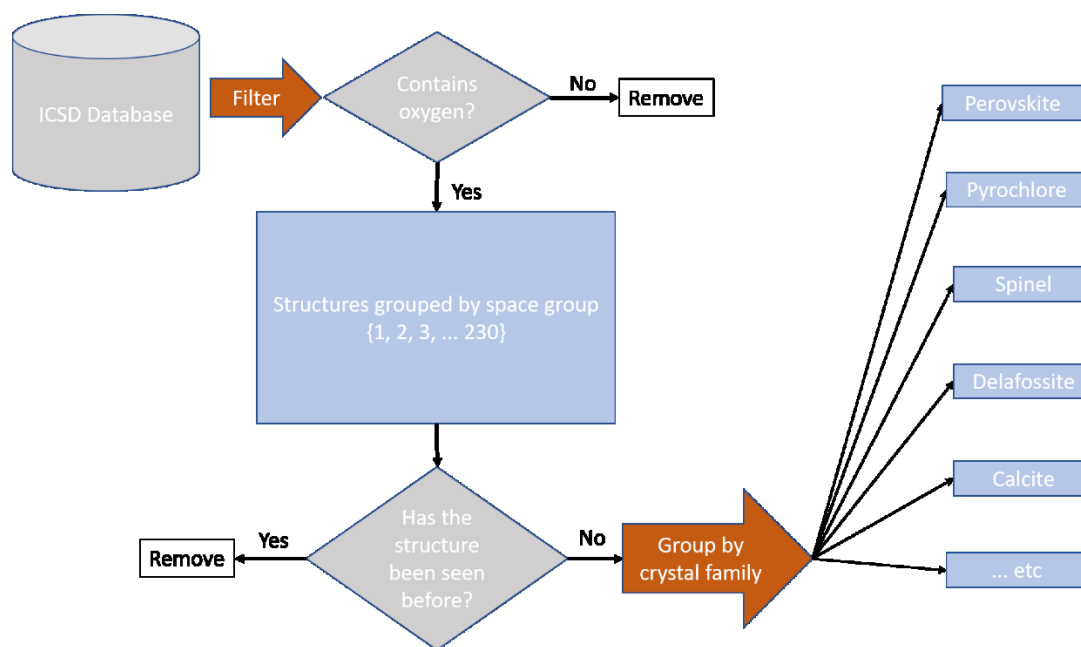 ICSD Database
Filter
Contains
oxygen?
No
Remove
Yes
Structures grouped by space group
{1, 2, 3, ... 230}
Has the
structure
been seen
before?
Yes
Remove
No
Group by
crystal family
Perovskite
Pyrochlore
Spinel
Delafossite
Calcite
... etc